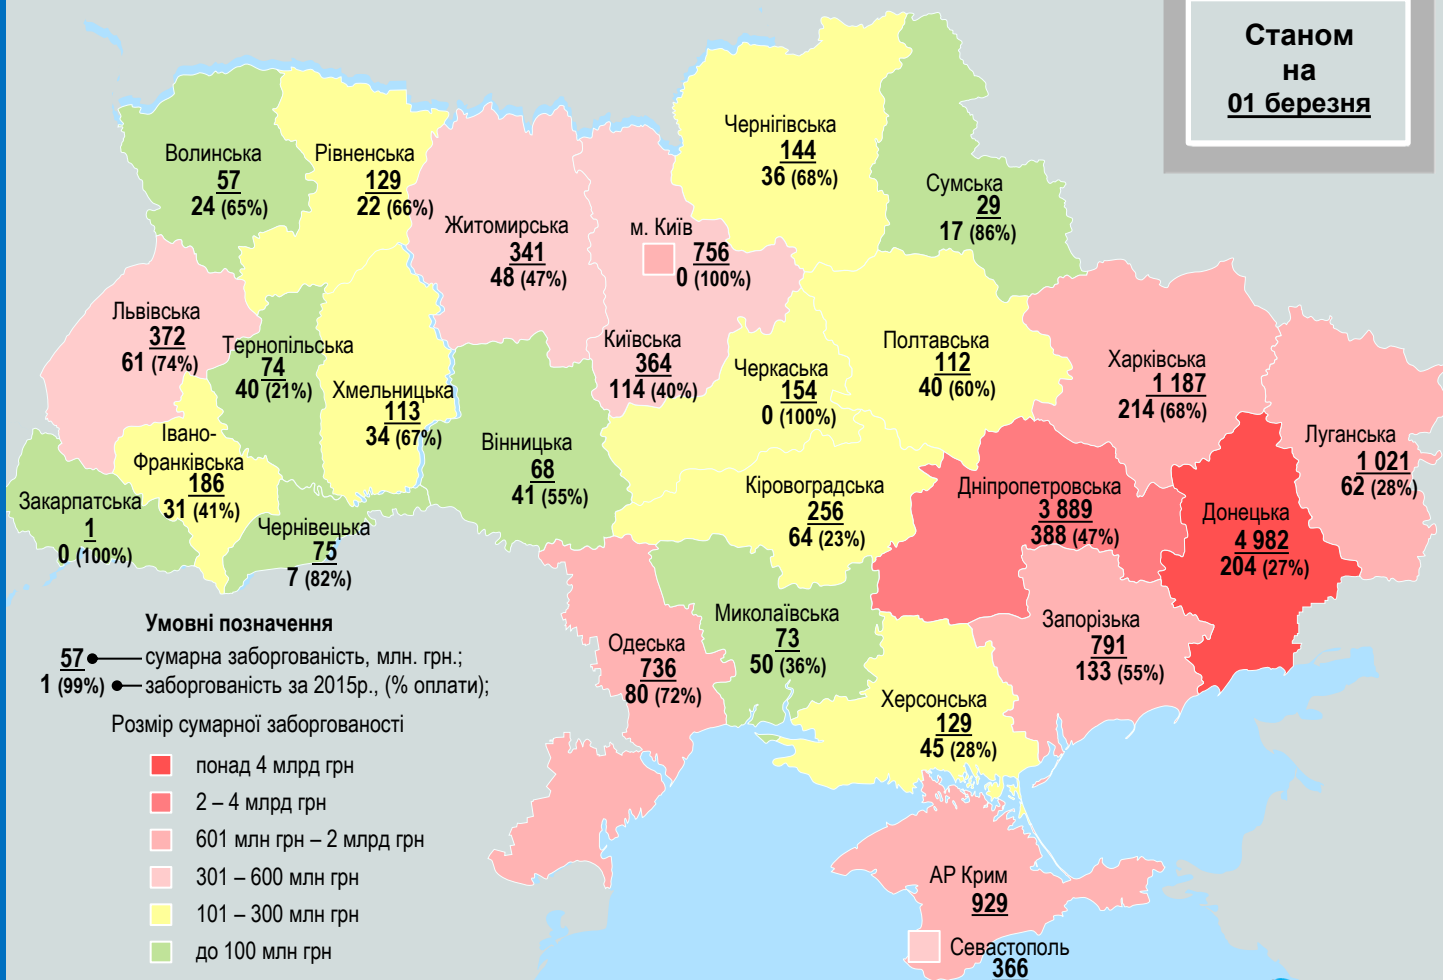 Станом
на
01 березня
Волинська
57
24 (65%)
Рівненська
129
22 (66%)
Житомирська
341
48 (47%)
м. Київ
756
0 (100%)
Чернігівська
144
36 (68%)
Сумська
29
17 (86%)
Львівська
372
61 (74%)
Тернопільська
74
40 (21%)
Хмельницька
113
34 (67%)
Київська
364
114 (40%)
Черкаська
154
0 (100%)
Полтавська
112
40 (60%)
Харківська
1 187
214 (68%)
Луганська
1 021
62 (28%)
Івано-
Франківська
186
31 (41%)
Вінницька
68
41 (55%)
Кіровоградська
256
64 (23%)
Дніпропетровська
3 889
388 (47%)
Донецька
4 982
204 (27%)
Закарпатська
1
0 (100%)
Чернівецька
75
7 (82%)
Одеська
736
80 (72%)
Миколаївська
73
50 (36%)
Запорізька
791
133 (55%)
Херсонська
129
45 (28%)
АР Крим
929
Севастополь
366
Умовні позначення
57 сумарна заборгованість, млн. грн.;
1 (99%) заборгованість за 2015р., (% оплати);
Розмір сумарної заборгованості
понад 4 млрд грн
2 – 4 млрд грн
601 млн грн – 2 млрд грн
301 – 600 млн грн
101 – 300 млн грн
до 100 млн грн